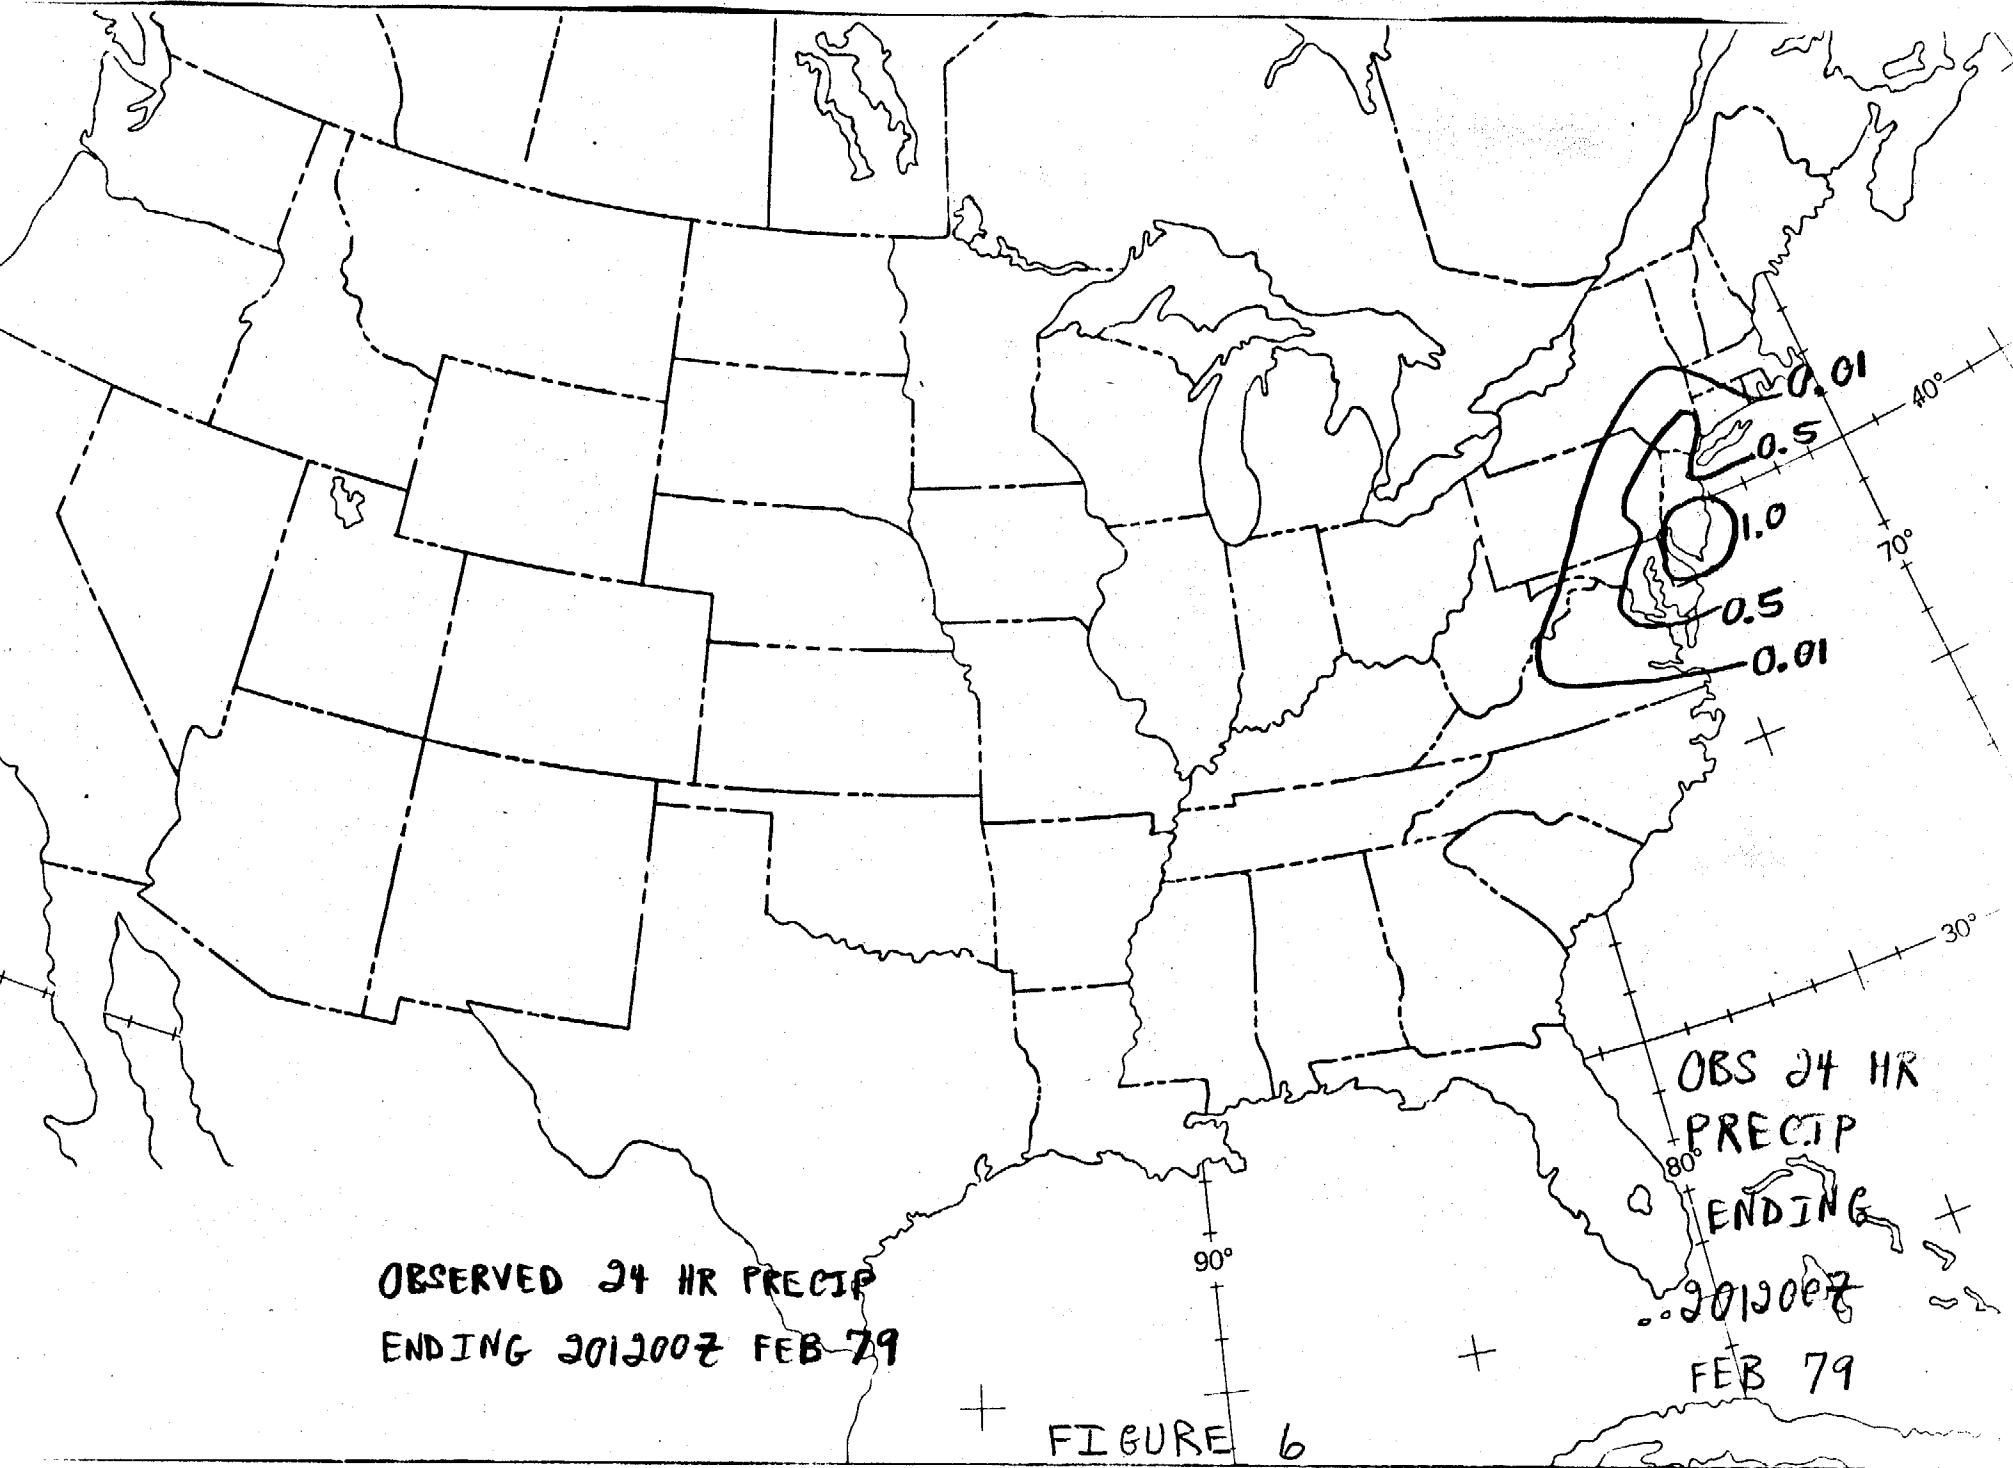 0.01
40°
0.5
1.0
70°
0.5
0.01
30°
OBS 24 HR
PRECIP
80°
ENDING
201200Z
FEB 79
90°
OBSERVED 24 HR PRECIP
ENDING 201200Z FEB 79
FIGURE 6